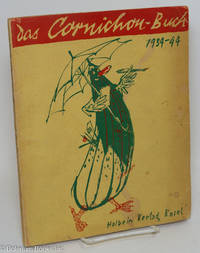 das Cornichon-Buch
1934-44
Holbein Verlag Basel